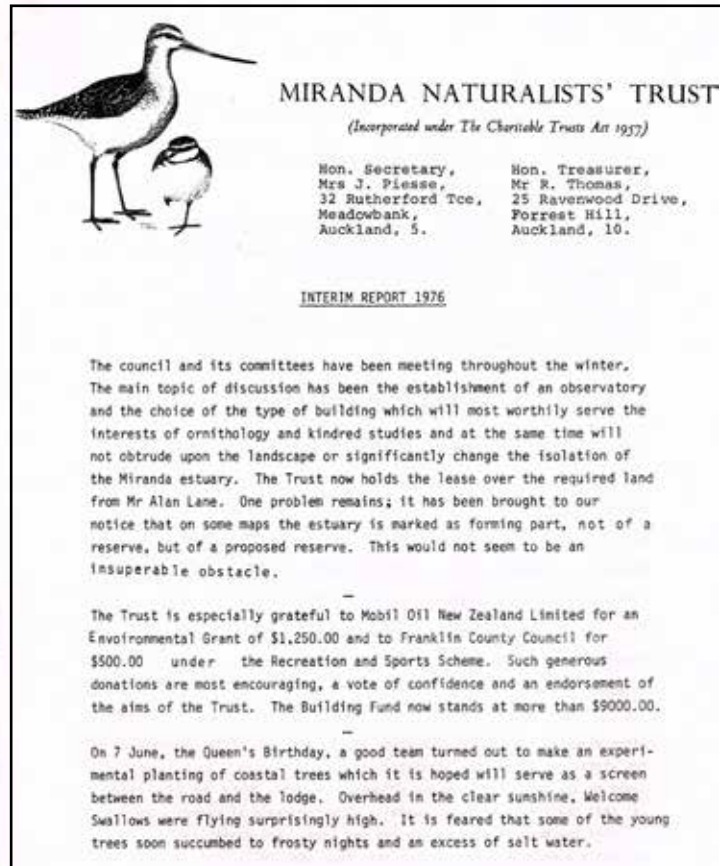 MIRANDA NATURALISTS' TRUST
(Incorporated under The Charitable Trusts Act 1957)
Hon. Secretary,
Mrs J. Piesse,
32 Rutherford Tce,
Meadowbank,
Auckland, 5.
Hon. Treasurer,
Mr R. Thomas,
25 Ravenwood Drive,
Forrest Hill,
Auckland, 10.
INTERIM REPORT 1976
The council and its committees have been meeting throughout the winter.
The main topic of discussion has been the establishment of an observatory
and the choice of the type of building which will most worthily serve the
interests of ornithology and kindred studies and at the same time will
not obtrude upon the landscape or significantly change the isolation of
the Miranda estuary. The Trust now holds the lease over the required land
from Mr Alan Lane. One problem remains; it has been brought to our
notice that on some maps the estuary is marked as forming part, not of a
reserve, but of a proposed reserve. This would not seem to be an
insuperable obstacle.
The Trust is especially grateful to Mobil Oil New Zealand Limited for an
Envoironmental Grant of $1,250.00 and to Franklin County Council for
$500.00 under the Recreation and Sports Scheme. Such generous
donations are most encouraging, a vote of confidence and an endorsement of
the aims of the Trust. The Building Fund now stands at more than $9000.00.
On 7 June, the Queen's Birthday, a good team turned out to make an experi-
mental planting of coastal trees which it is hoped will serve as a screen
between the road and the lodge. Overhead in the clear sunshine, Welcome
Swallows were flying surprisingly high. It is feared that some of the young
trees soon succumbed to frosty nights and an excess of salt water.